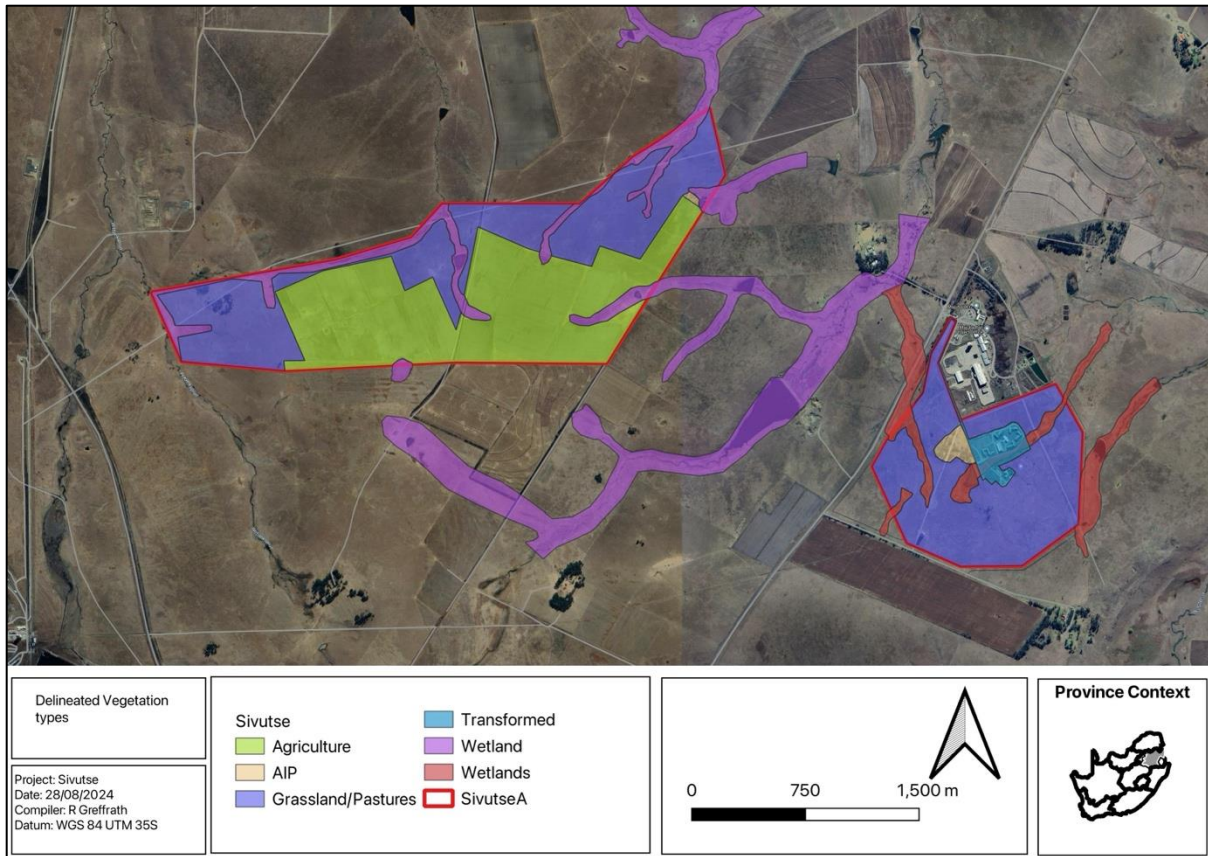 Delineated Vegetation
types
Project: Sivutse
Date: 28/08/2024
Compiler: R Greffrath
Datum: WGS 84 UTM 35S
Sivutse
Agriculture
AIP
Grassland/Pastures
Transformed
Wetland
Wetlands
SivutseA
0 750 1,500 m
Province Context